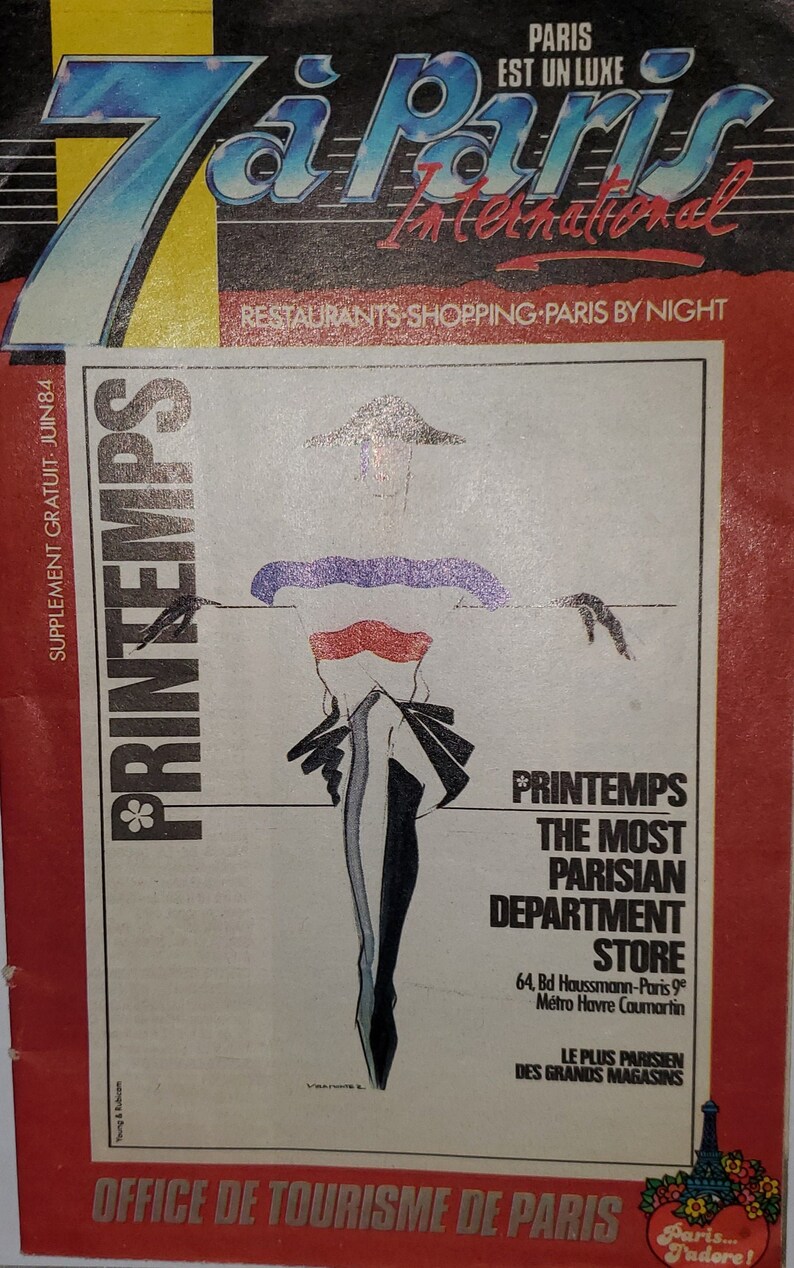 PARIS
EST UN LUXE
7 à Paris
International
RESTAURANTS·SHOPPING·PARIS BY NIGHT
SUPPLEMENT GRATUIT· JUIN 84
PRINTEMPS
PRINTEMPS
THE MOST
PARISIAN
DEPARTMENT
STORE
64, Bd Haussmann-Paris 9e
Métro Havre Caumartin
LE PLUS PARISIEN
DES GRANDS MAGASINS
VIRAMONTEZ
Young & Rubicam
OFFICE DE TOURISME DE PARIS
Paris...
J'adore!